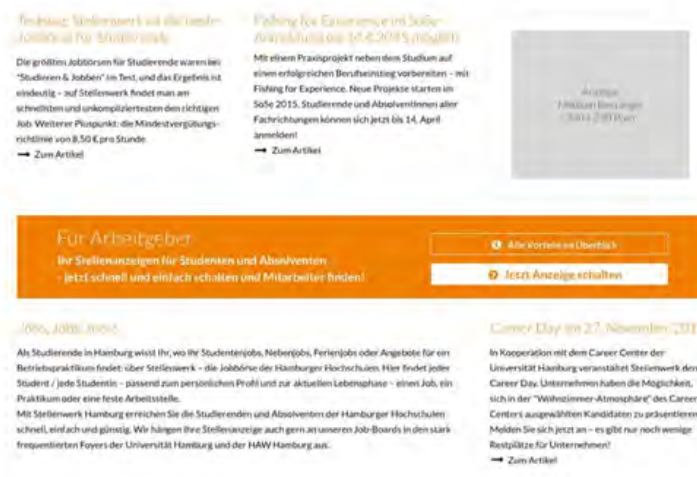 Testsieg: Stellenwerk ist die beste
Jobbörse für Studierende
Die größten Jobbörsen für Studierende waren bei
"Studieren & Jobben" im Test, und das Ergebnis ist
eindeutig – auf Stellenwerk findet man am
schnellsten und unkompliziertesten den richtigen
Job. Weiterer Pluspunkt: die Mindestvergütungs-
richtlinie von 8,50 € pro Stunde.
→ Zum Artikel
Fishing for Experience im SoSe:
Anmeldung bis 14.4.2015 möglich
Mit einem Praxisprojekt neben dem Studium auf
einen erfolgreichen Berufseinstieg vorbereiten – mit
Fishing for Experience. Neue Projekte starten im
SoSe 2015. Studierende und Absolventinnen aller
Fachrichtungen können sich jetzt bis 14. April
anmelden!
→ Zum Artikel
Anzeige
Medium Rectangle
Für Arbeitgeber
Ihr Stellenanzeigen für Studenten und Absolventen
- jetzt schnell und einfach schalten und Mitarbeiter finden!
Alle Vorteile im Überblick
Jetzt Anzeige schalten
Jobs, Jobs, more
Als Studierende in Hamburg wisst Ihr, wo Ihr Studentenjobs, Nebenjobs, Ferienjobs oder Angebote für ein
Betriebspraktikum findet: über Stellenwerk – die Jobbörse der Hamburger Hochschulen. Hier findet jeder
Student / jede Studentin – passend zum persönlichen Profil und zur aktuellen Lebensphase – einen Job, ein
Praktikum oder eine feste Arbeitsstelle.
Mit Stellenwerk Hamburg erreichen Sie die Studierenden und Absolventen der Hamburger Hochschulen
schnell, einfach und günstig. Wir hängen Ihre Stellenanzeige auch gern an unseren Job-Boards in den stark
frequentierten Foyers der Universität Hamburg und der HAW Hamburg aus.
Career Day am 27. November 201
In Kooperation mit dem Career Center der
Universität Hamburg veranstaltet Stellenwerk den
Career Day. Unternehmen haben die Möglichkeit,
sich in der "Wohnzimmer-Atmosphäre" des Career
Centers ausgewählten Kandidaten zu präsentieren.
Melden Sie sich jetzt an – es gibt nur noch wenige
Restplätze für Unternehmen!
→ Zum Artikel